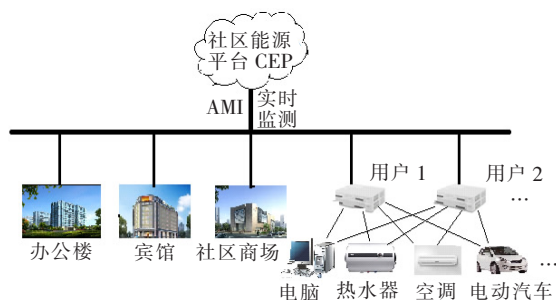 社区能源
平台 CEP
AMI 实时
监测
用户 1
用户 2
…
办公楼
宾馆
社区商场
电脑
热水器
空调
电动汽车
…